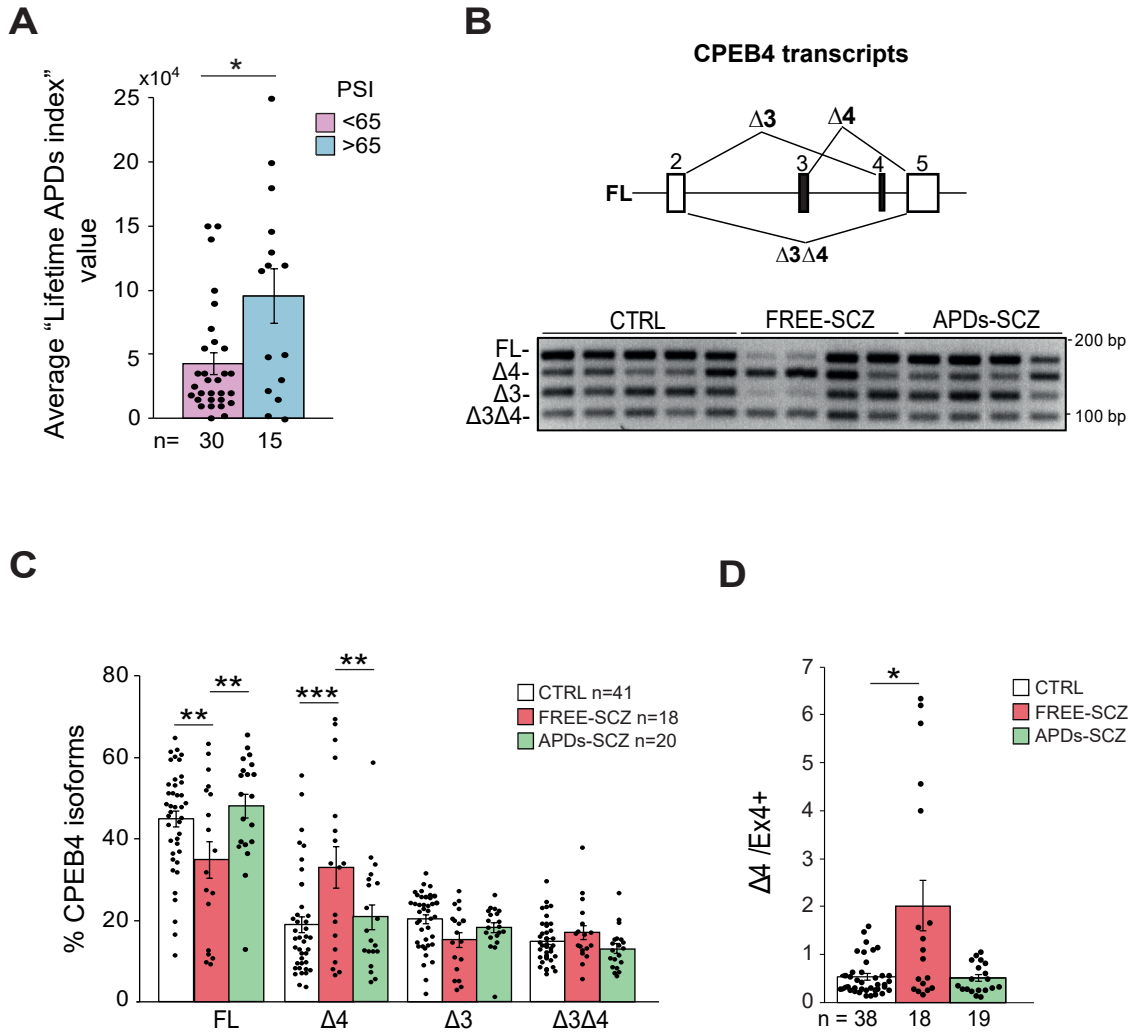 A
x10⁴
*
PSI
<65
>65
25
20
15
10
5
0
Average “Lifetime APDs index”
value
n= 30 15
B
CPEB4 transcripts
Δ3 Δ4
2 3 4 5
FL
Δ3Δ4
CTRL FREE-SCZ APDs-SCZ
FL-
Δ4-
Δ3-
Δ3Δ4-
-200 bp
-100 bp
C
% CPEB4 isoforms
80
60
40
20
0
** ** *** **
CTRL n=41
FREE-SCZ n=18
APDs-SCZ n=20
FL Δ4 Δ3 Δ3Δ4
D
Δ4 /Ex4+
7
6
5
4
3
2
1
0
*
CTRL
FREE-SCZ
APDs-SCZ
n = 38 18 19